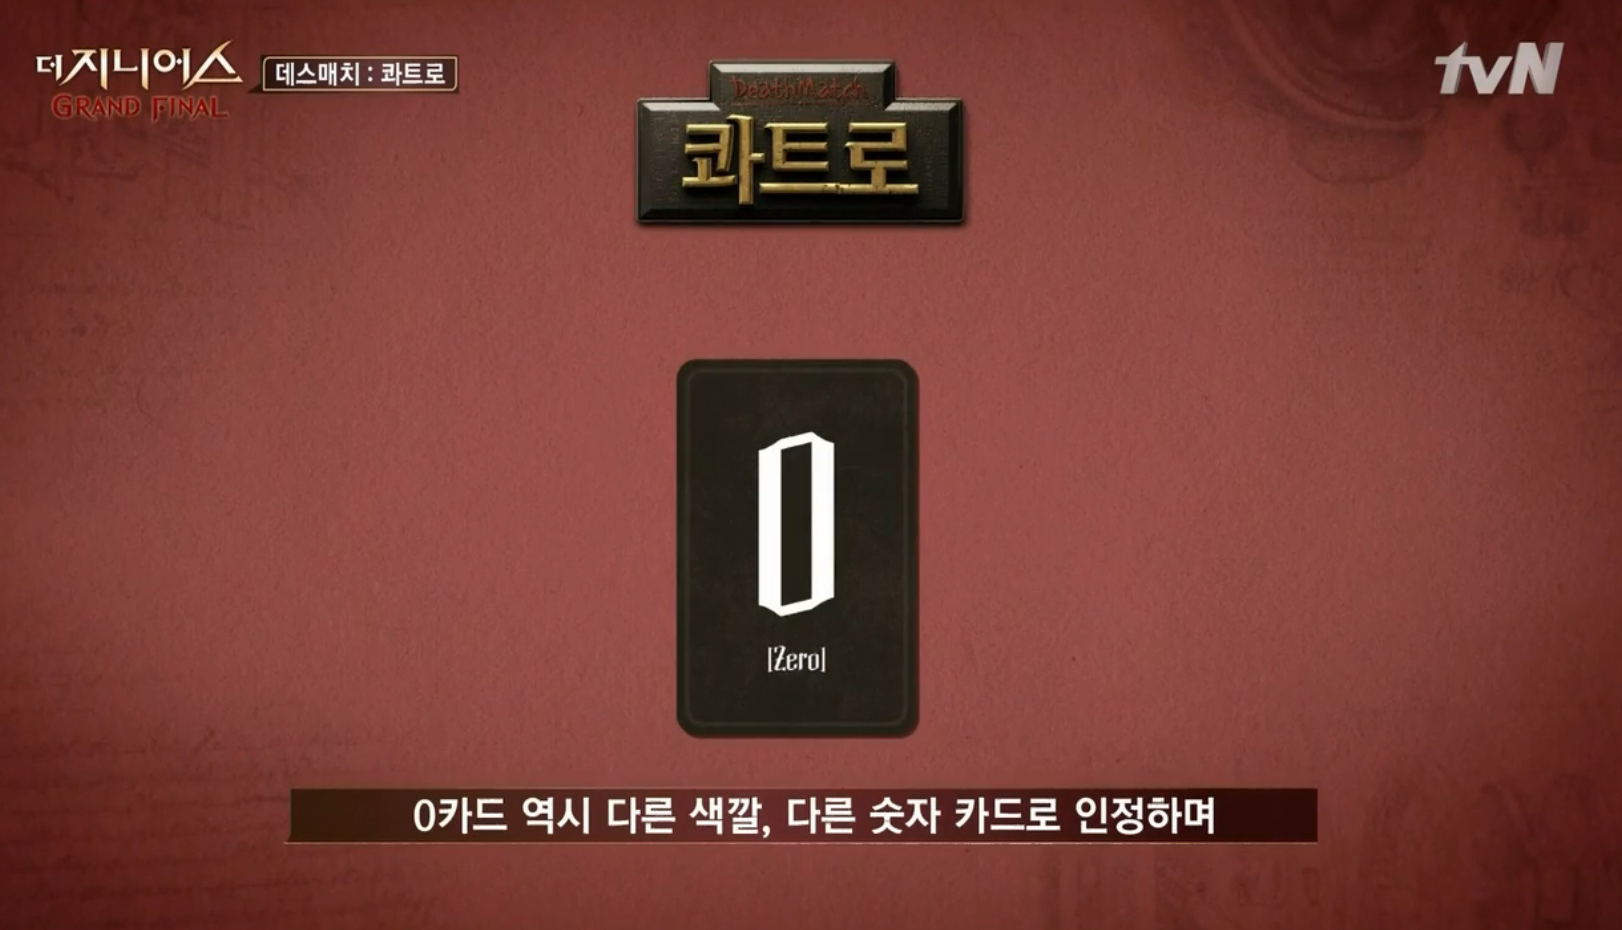 더 지니어스
GRAND FINAL
데스매치 : 콰트로
tvN
DeathMatch
콰트로
0
[Zero]
0카드 역시 다른 색깔, 다른 숫자 카드로 인정하며